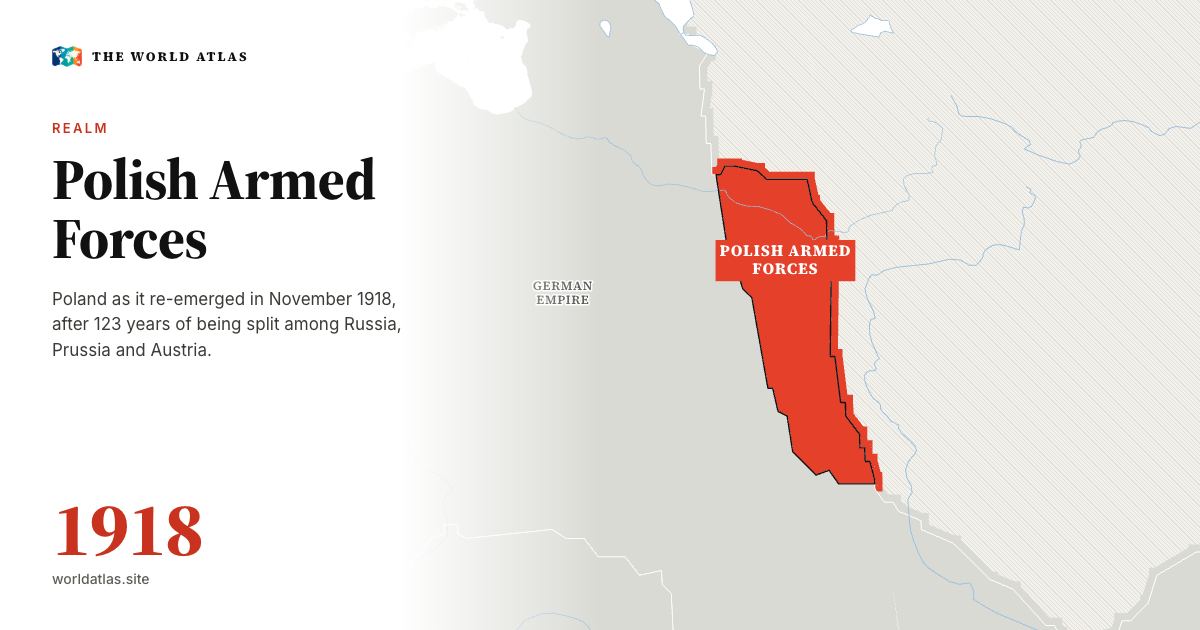 THE WORLD ATLAS
REALM
Polish Armed
Forces
Poland as it re-emerged in November 1918,
after 123 years of being split among Russia,
Prussia and Austria.
1918
worldatlas.site
GERMAN
EMPIRE
POLISH ARMED
FORCES